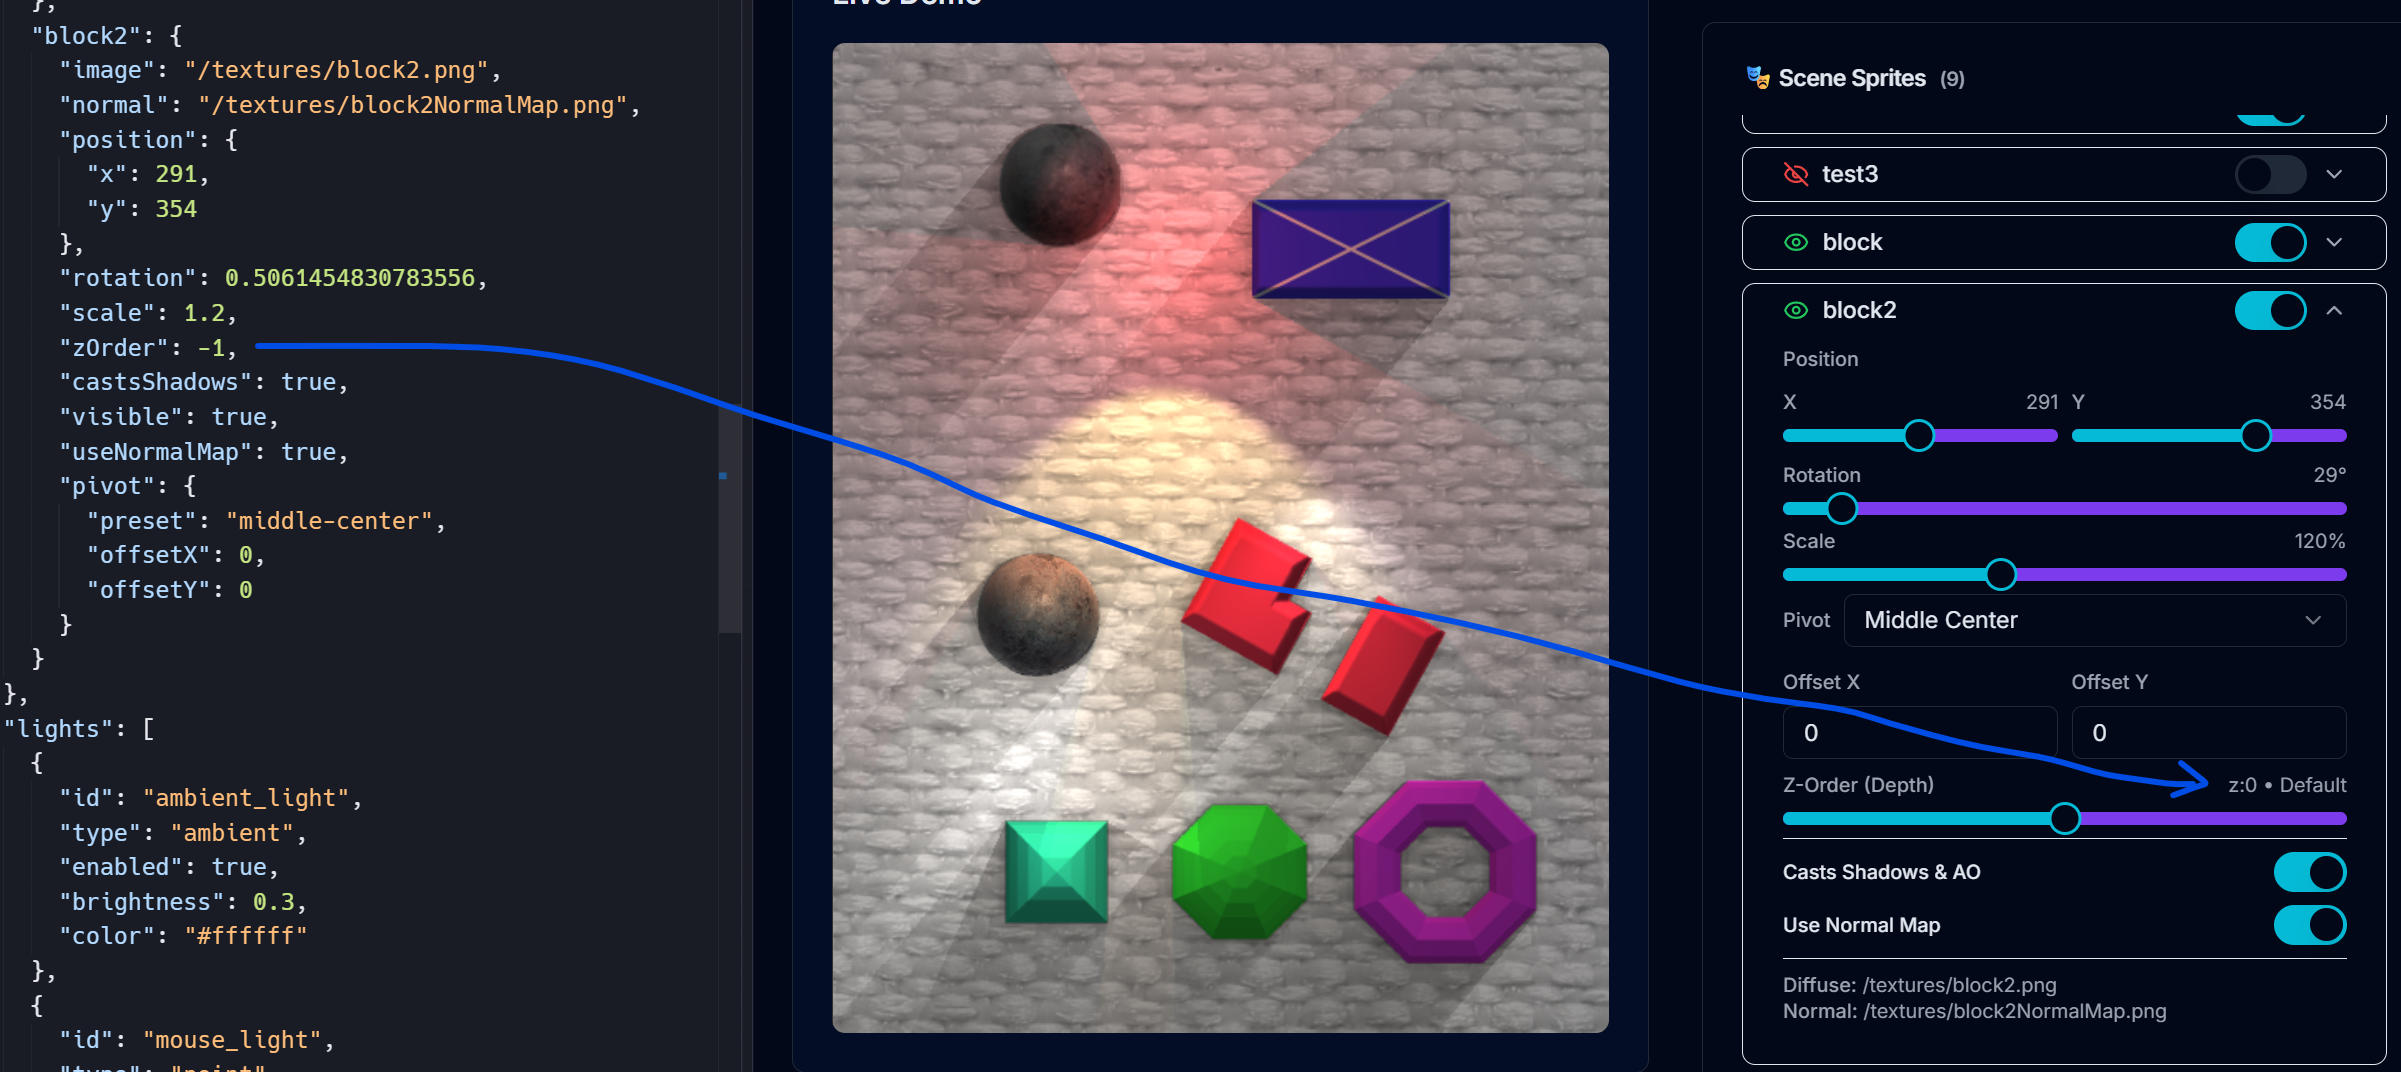 },
"block2": {
"image": "/textures/block2.png",
"normal": "/textures/block2NormalMap.png",
"position": {
"x": 291,
"y": 354
},
"rotation": 0.5061454830783556,
"scale": 1.2,
"zOrder": -1,
"castsShadows": true,
"visible": true,
"useNormalMap": true,
"pivot": {
"preset": "middle-center",
"offsetX": 0,
"offsetY": 0
}
}
},
"lights": [
{
"id": "ambient_light",
"type": "ambient",
"enabled": true,
"brightness": 0.3,
"color": "#ffffff"
},
{
"id": "mouse_light",
"type": "point"
Live Demo
Scene Sprites (9)
test3
block
block2
Position
X 291 Y 354
Rotation 29°
Scale 120%
Pivot Middle Center
Offset X Offset Y
0 0
Z-Order (Depth) z:0 • Default
Casts Shadows & AO
Use Normal Map
Diffuse: /textures/block2.png
Normal: /textures/block2NormalMap.png